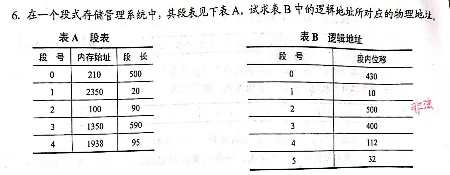 6. 在一个段式存储管理系统中，其段表见下表 A。试求表 B 中的逻辑地址所对应的物理地址。
表 A 段表
段 号 内存始址 段 长
0 210 500
1 2350 20
2 100 90
3 1350 590
4 1938 95
表 B 逻辑地址
段 号 段内位移
0 430
1 10
2 500 非法
3 400
4 112
5 32